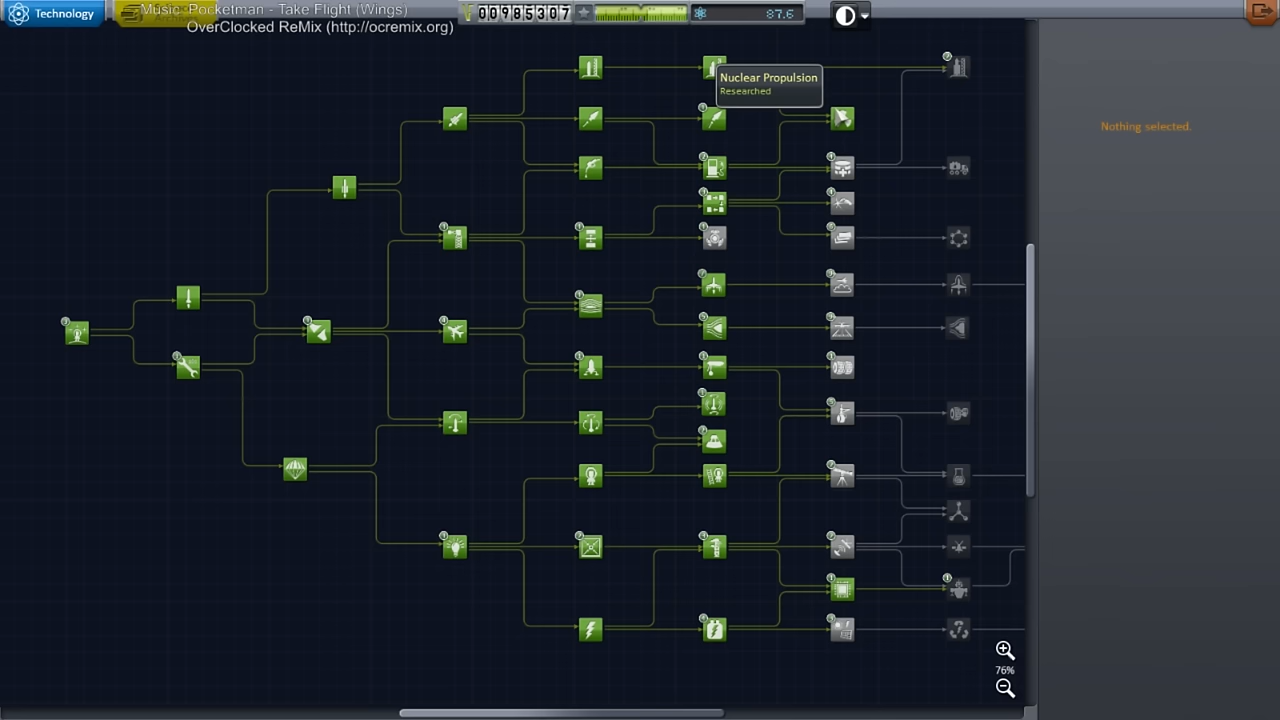 Technology
Music: Pocketman - Take Flight (Wings)
OverClocked ReMix (http://ocremix.org)
00985307
87.6
Nuclear Propulsion
Researched
Nothing selected.
76%